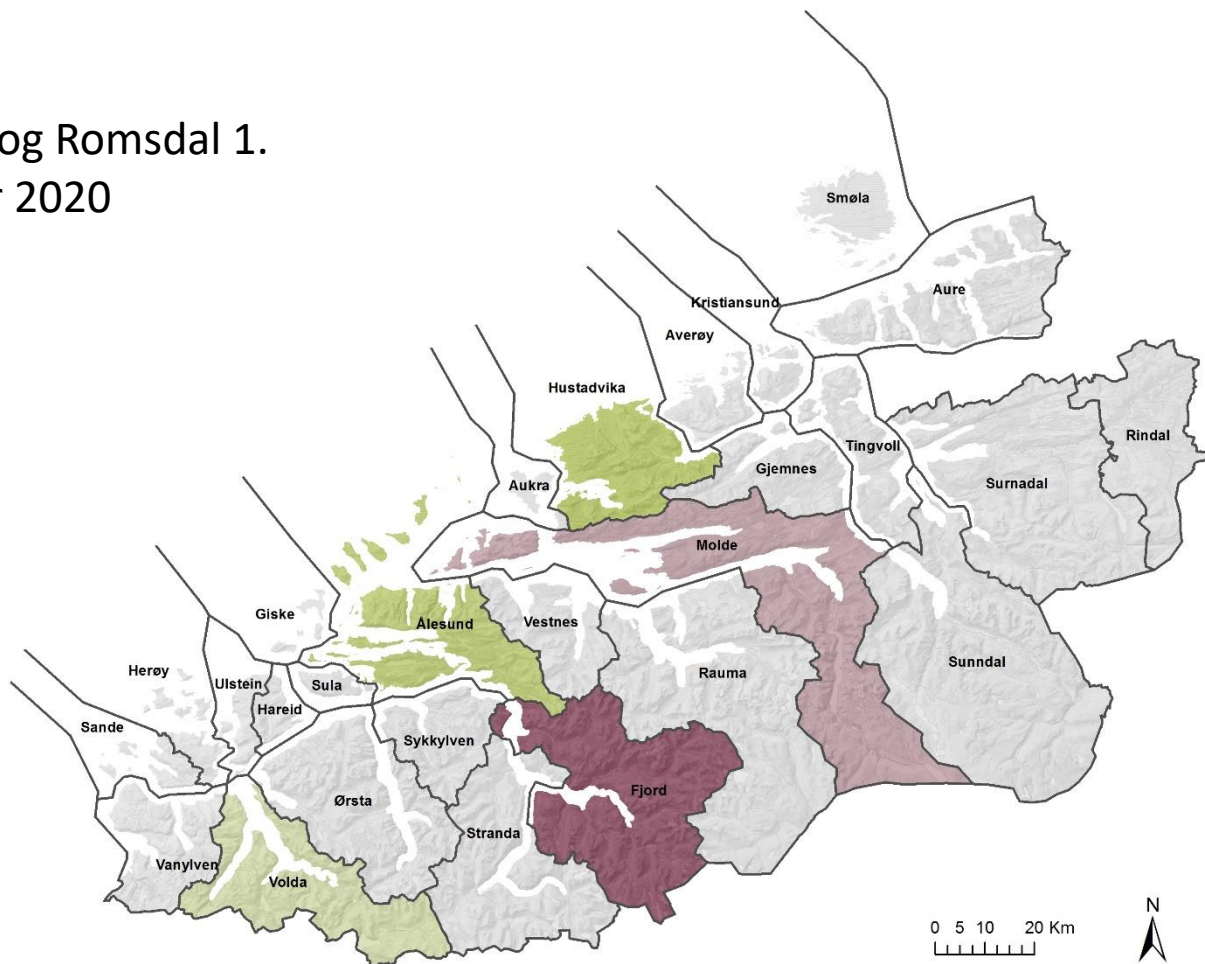 og Romsdal 1.
r 2020
Smøla
Aure
Kristiansund
Averøy
Hustadvika
Rindal
Tingvoll
Gjemnes
Surnadal
Aukra
Molde
Giske
Ålesund
Vestnes
Sunndal
Rauma
Herøy
Ulstein
Sula
Hareid
Sande
Sykkylven
Fjord
Ørsta
Stranda
Vanylven
Volda
N
0 5 10 20 Km